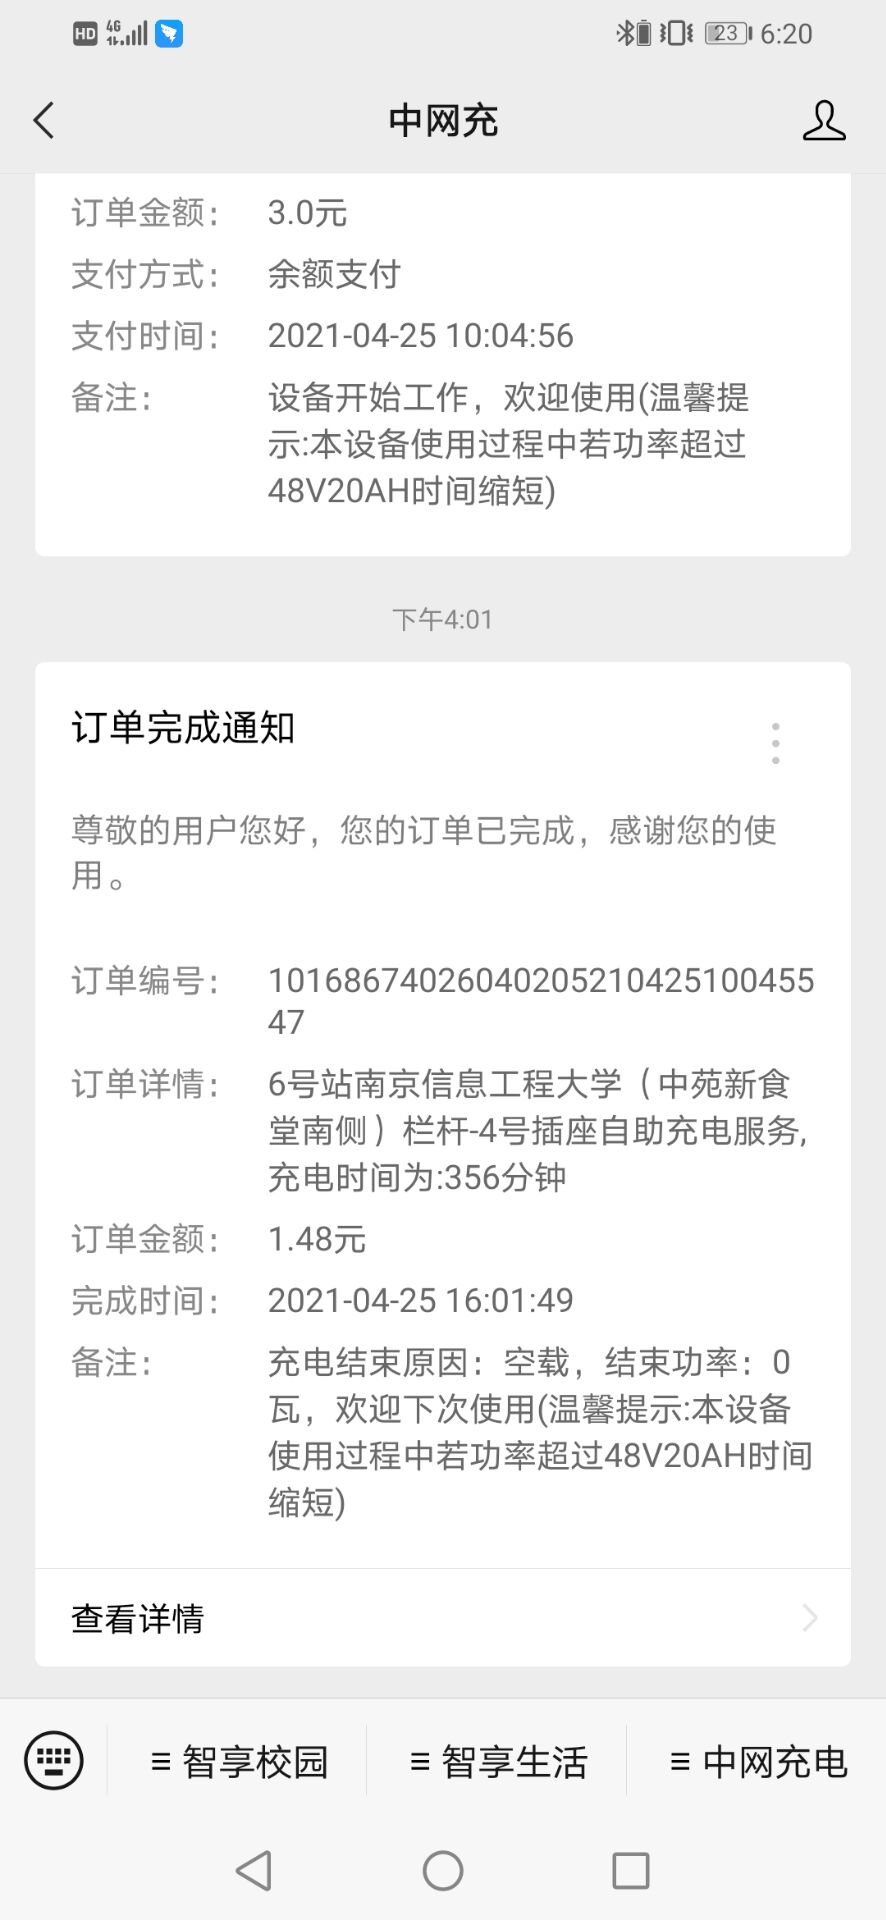 HD 4G 23 6:20
中网充
订单金额： 3.0元
支付方式： 余额支付
支付时间： 2021-04-25 10:04:56
备注： 设备开始工作，欢迎使用(温馨提
示:本设备使用过程中若功率超过
48V20AH时间缩短)
下午4:01
订单完成通知
尊敬的用户您好，您的订单已完成，感谢您的使
用。
订单编号： 10168674026040205210425100455
47
订单详情： 6号站南京信息工程大学（中苑新食
堂南侧）栏杆-4号插座自助充电服务,
充电时间为:356分钟
订单金额： 1.48元
完成时间： 2021-04-25 16:01:49
备注： 充电结束原因：空载，结束功率：0
瓦，欢迎下次使用(温馨提示:本设备
使用过程中若功率超过48V20AH时间
缩短)
查看详情
智享校园 智享生活 中网充电